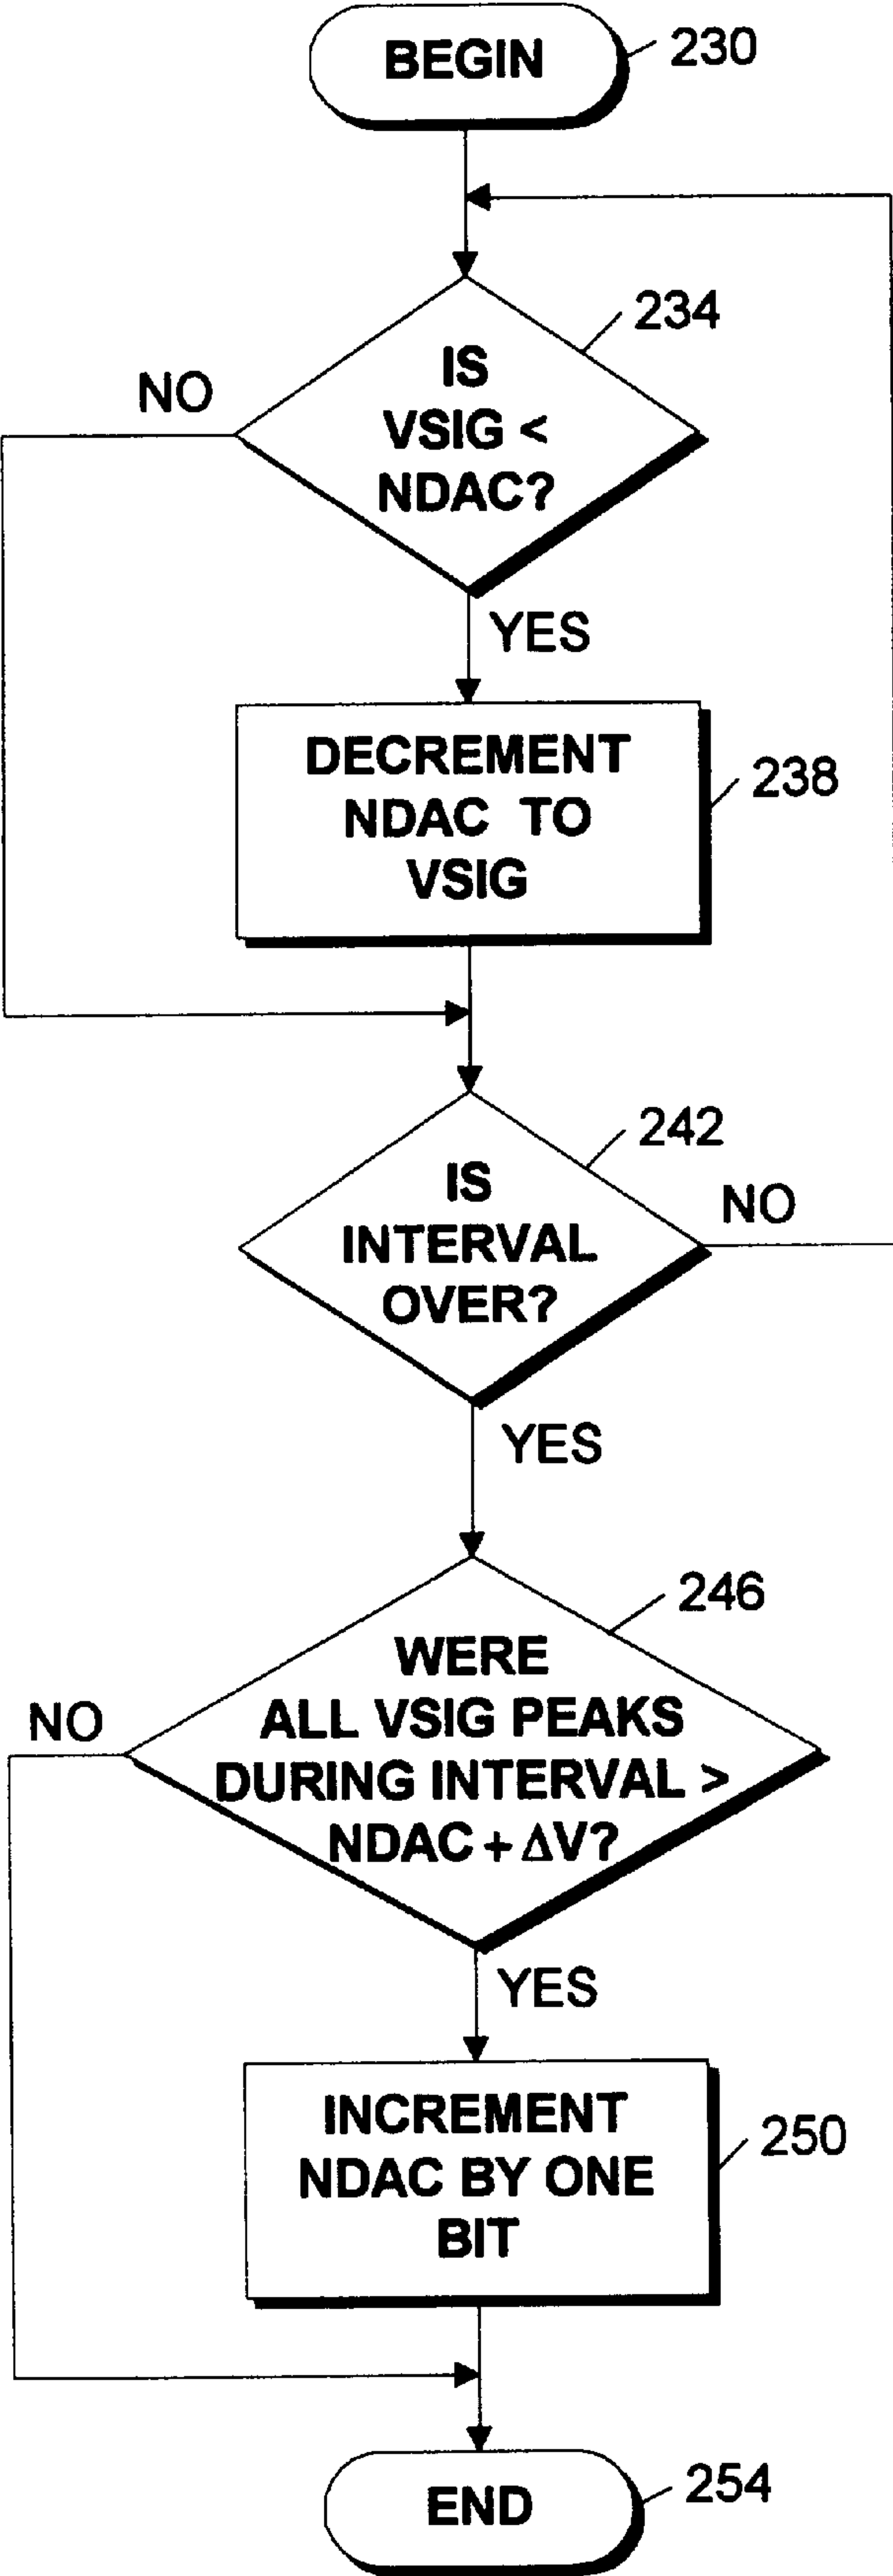 BEGIN
230
234
IS
VSIG <
NDAC?
NO
YES
DECREMENT
NDAC TO
VSIG
238
242
IS
INTERVAL
OVER?
NO
YES
246
WERE
ALL VSIG PEAKS
DURING INTERVAL >
NDAC + ΔV?
NO
YES
INCREMENT
NDAC BY ONE
BIT
250
END
254